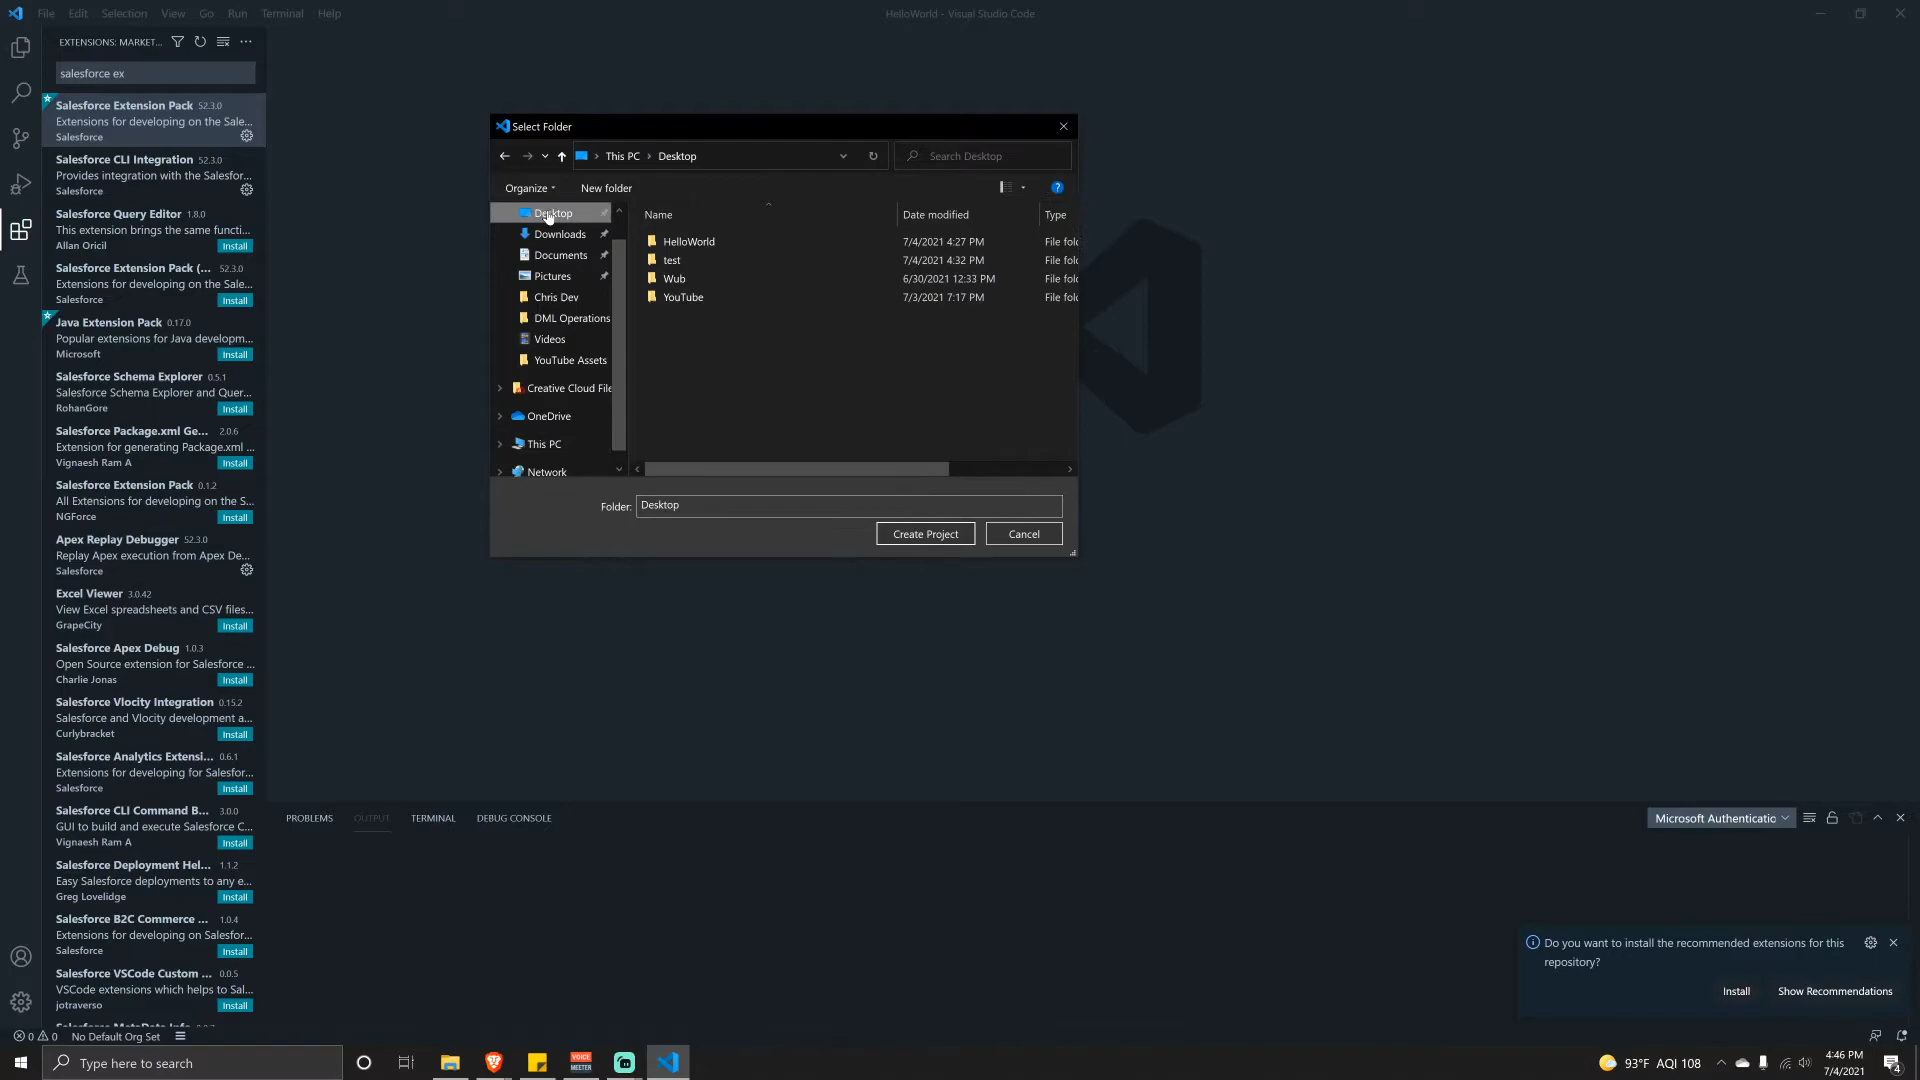 File Edit Selection View Go Run Terminal Help
HelloWorld - Visual Studio Code
EXTENSIONS: MARKET...
salesforce ex
Salesforce Extension Pack 52.3.0
Extensions for developing on the Sale...
Salesforce
Salesforce CLI Integration 52.3.0
Provides integration with the Salesfor...
Salesforce
Salesforce Query Editor 1.8.0
This extension brings the same functi...
Allan Oricil Install
Salesforce Extension Pack (... 52.3.0
Extensions for developing on the Sale...
Salesforce Install
Java Extension Pack 0.17.0
Popular extensions for Java developm...
Microsoft Install
Salesforce Schema Explorer 0.5.1
Salesforce Schema Explorer and Quer...
RohanGore Install
Salesforce Package.xml Ge... 2.0.6
Extension for generating Package.xml ...
Vignaesh Ram A Install
Salesforce Extension Pack 0.1.2
All Extensions for developing on the S...
NGForce Install
Apex Replay Debugger 52.3.0
Replay Apex execution from Apex De...
Salesforce
Excel Viewer 3.0.42
View Excel spreadsheets and CSV files...
GrapeCity Install
Salesforce Apex Debug 1.0.3
Open Source extension for Salesforce ...
Charlie Jonas Install
Salesforce Vlocity Integration 0.15.2
Salesforce and Vlocity development a...
Curlybracket Install
Salesforce Analytics Extensi... 0.6.1
Extensions for developing for Salesfor...
Salesforce Install
Salesforce CLI Command B... 3.0.0
GUI to build and execute Salesforce C...
Vignaesh Ram A Install
Salesforce Deployment Hel... 1.1.2
Easy Salesforce deployments to any e...
Greg Lovelidge Install
Salesforce B2C Commerce ... 1.0.4
Extensions for developing on Salesfor...
Salesforce Install
Salesforce VSCode Custom ... 0.0.5
VSCode extensions which helps to Sal...
jotraverso Install
Select Folder
This PC > Desktop
Search Desktop
Organize New folder
Desktop
Downloads
Documents
Pictures
Chris Dev
DML Operations
Videos
YouTube Assets
Creative Cloud File
OneDrive
This PC
Network
Name Date modified Type
HelloWorld 7/4/2021 4:27 PM File fold
test 7/4/2021 4:32 PM File fold
Wub 6/30/2021 12:33 PM File fold
YouTube 7/3/2021 7:17 PM File fold
Folder: Desktop
Create Project Cancel
PROBLEMS OUTPUT TERMINAL DEBUG CONSOLE
Microsoft Authenticatio
Do you want to install the recommended extensions for this
repository?
Install Show Recommendations
0 0 No Default Org Set
Type here to search
VOICE
MEETER
93°F AQI 108
4:46 PM
7/4/2021
4